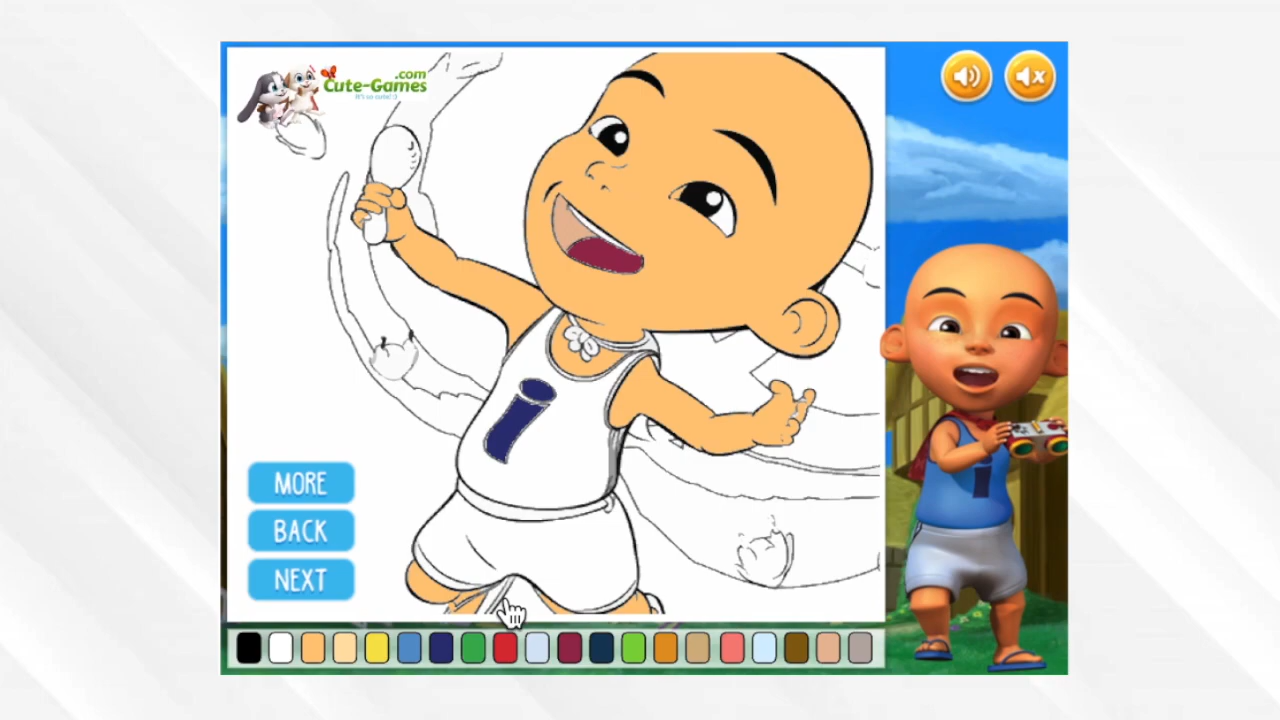 .com
Cute-Games
It's so cute! :)
i
MORE
BACK
NEXT
i